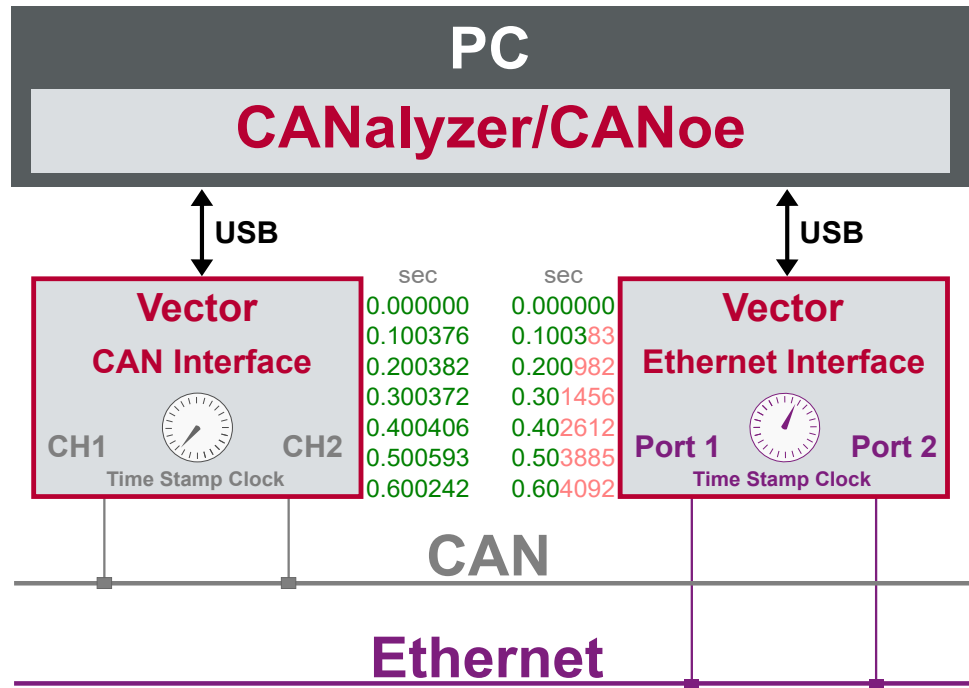 PC
CANalyzer/CANoe
USB
USB
Vector
CAN Interface
CH1
CH2
Time Stamp Clock
sec
0.000000
0.100376
0.200382
0.300372
0.400406
0.500593
0.600242
sec
0.000000
0.100383
0.200982
0.301456
0.402612
0.503885
0.604092
Vector
Ethernet Interface
Port 1
Port 2
Time Stamp Clock
CAN
Ethernet